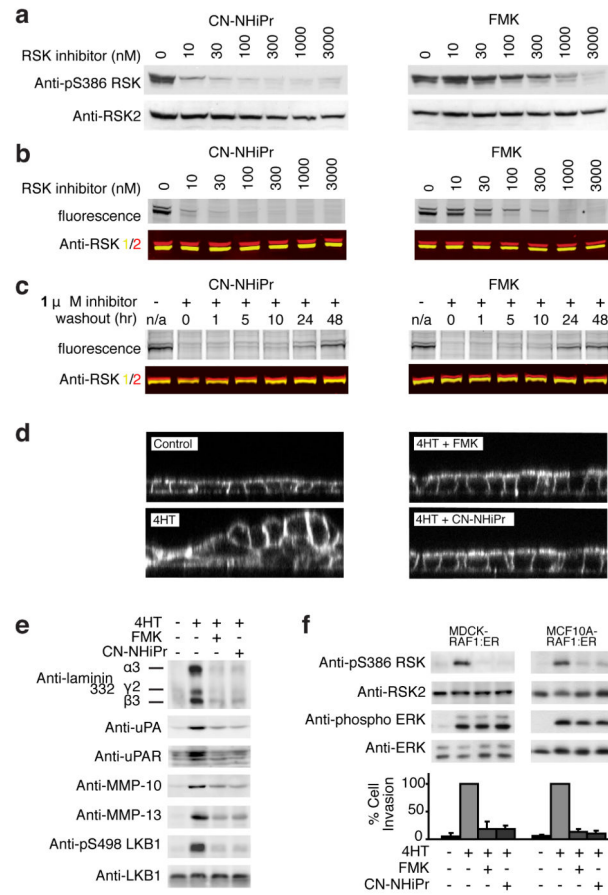 a
CN-NHiPr
FMK
RSK inhibitor (nM) 0 10 30 100 300 1000 3000 0 10 30 100 300 1000 3000
Anti-pS386 RSK
Anti-RSK2
b
CN-NHiPr
FMK
RSK inhibitor (nM) 0 10 30 100 300 1000 3000 0 10 30 100 300 1000 3000
fluorescence
Anti-RSK 1/2
c
CN-NHiPr
FMK
1 μ M inhibitor - + + + + + + - + + + + + +
washout (hr) n/a 0 1 5 10 24 48 n/a 0 1 5 10 24 48
fluorescence
Anti-RSK 1/2
d
Control
4HT + FMK
4HT
4HT + CN-NHiPr
e
4HT - + + +
FMK - - + -
CN-NHiPr - - - +
Anti-laminin 332
α3
γ2
β3
Anti-uPA
Anti-uPAR
Anti-MMP-10
Anti-MMP-13
Anti-pS498 LKB1
Anti-LKB1
f
MDCK-RAF1:ER
MCF10A-RAF1:ER
Anti-pS386 RSK
Anti-RSK2
Anti-phospho ERK
Anti-ERK
% Cell Invasion
100
50
0
4HT - + + + - + + +
FMK - - + - - - + -
CN-NHiPr - - - + - - - +